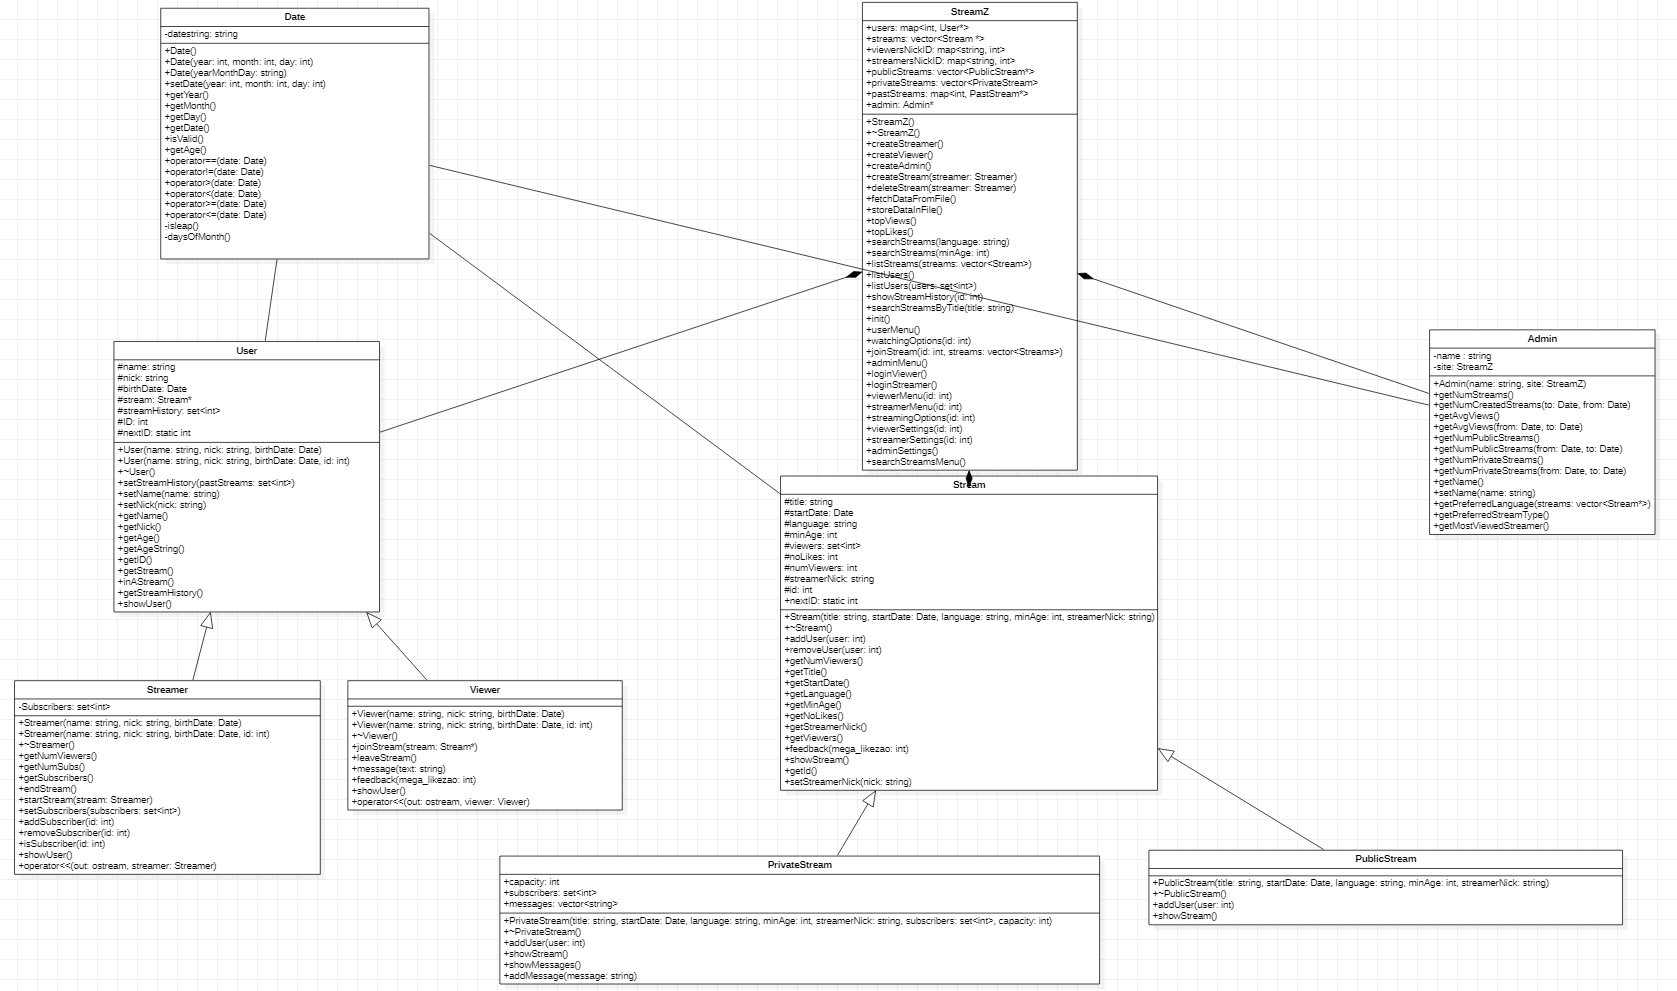 Date
-datestring: string
+Date()
+Date(year: int, month: int, day: int)
+Date(yearMonthDay: string)
+setDate(year: int, month: int, day: int)
+getYear()
+getMonth()
+getDay()
+getDate()
+isValid()
+getAge()
+operator==(date: Date)
+operator!=(date: Date)
+operator>(date: Date)
+operator<(date: Date)
+operator>=(date: Date)
+operator<=(date: Date)
-isleap()
-daysOfMonth()
StreamZ
+users: map<int, User*>
+streams: vector<Stream *>
+viewersNickID: map<string, int>
+streamersNickID: map<string, int>
+publicStreams: vector<PublicStream*>
+privateStreams: vector<PrivateStream>
+pastStreams: map<int, PastStream*>
+admin: Admin*
+StreamZ()
+~StreamZ()
+createStreamer()
+createViewer()
+createAdmin()
+createStream(streamer: Streamer)
+deleteStream(streamer: Streamer)
+fetchDataFromFile()
+storeDataInFile()
+topViews()
+topLikes()
+searchStreams(language: string)
+searchStreams(minAge: int)
+listStreams(streams: vector<Stream>)
+listUsers()
+listUsers(users: set<int>)
+showStreamHistory(id: int)
+searchStreamsByTitle(title: string)
+init()
+userMenu()
+watchingOptions(id: int)
+joinStream(id: int, streams: vector<Streams>)
+adminMenu()
+loginViewer()
+loginStreamer()
+viewerMenu(id: int)
+streamerMenu(id: int)
+streamingOptions(id: int)
+viewerSettings(id: int)
+streamerSettings(id: int)
+adminSettings()
+searchStreamsMenu()
Admin
-name : string
-site: StreamZ
+Admin(name: string, site: StreamZ)
+getNumStreams()
+getNumCreatedStreams(to: Date, from: Date)
+getAvgViews()
+getAvgViews(from: Date, to: Date)
+getNumPublicStreams()
+getNumPublicStreams(from: Date, to: Date)
+getNumPrivateStreams()
+getNumPrivateStreams(from: Date, to: Date)
+getName()
+setName(name: string)
+getPreferredLanguage(streams: vector<Stream*>)
+getPreferredStreamType()
+getMostViewedStreamer()
User
#name: string
#nick: string
#birthDate: Date
#stream: Stream*
#streamHistory: set<int>
#ID: int
#nextID: static int
+User(name: string, nick: string, birthDate: Date)
+User(name: string, nick: string, birthDate: Date, id: int)
+~User()
+setStreamHistory(pastStreams: set<int>)
+setName(name: string)
+setNick(nick: string)
+getName()
+getNick()
+getAge()
+getAgeString()
+getID()
+getStream()
+inAStream()
+getStreamHistory()
+showUser()
Stream
#title: string
#startDate: Date
#language: string
#minAge: int
#viewers: set<int>
#noLikes: int
#numViewers: int
#streamerNick: string
#id: int
+nextID: static int
+Stream(title: string, startDate: Date, language: string, minAge: int, streamerNick: string)
+~Stream()
+addUser(user: int)
+removeUser(user: int)
+getNumViewers()
+getTitle()
+getStartDate()
+getLanguage()
+getMinAge()
+getNoLikes()
+getStreamerNick()
+getViewers()
+feedback(mega_likezao: int)
+showStream()
+getId()
+setStreamerNick(nick: string)
Streamer
-Subscribers: set<int>
+Streamer(name: string, nick: string, birthDate: Date)
+Streamer(name: string, nick: string, birthDate: Date, id: int)
+~Streamer()
+getNumViewers()
+getNumSubs()
+getSubscribers()
+endStream()
+startStream(stream: Streamer)
+setSubscribers(subscribers: set<int>)
+addSubscriber(id: int)
+removeSubscriber(id: int)
+isSubscriber(id: int)
+showUser()
+operator<<(out: ostream, streamer: Streamer)
Viewer
+Viewer(name: string, nick: string, birthDate: Date)
+Viewer(name: string, nick: string, birthDate: Date, id: int)
+~Viewer()
+joinStream(stream: Stream*)
+leaveStream()
+message(text: string)
+feedback(mega_likezao: int)
+showUser()
+operator<<(out: ostream, viewer: Viewer)
PrivateStream
+capacity: int
+subscribers: set<int>
+messages: vector<string>
+PrivateStream(title: string, startDate: Date, language: string, minAge: int, streamerNick: string, subscribers: set<int>, capacity: int)
+~PrivateStream()
+addUser(user: int)
+showStream()
+showMessages()
+addMessage(message: string)
PublicStream
+PublicStream(title: string, startDate: Date, language: string, minAge: int, streamerNick: string)
+~PublicStream()
+addUser(user: int)
+showStream()